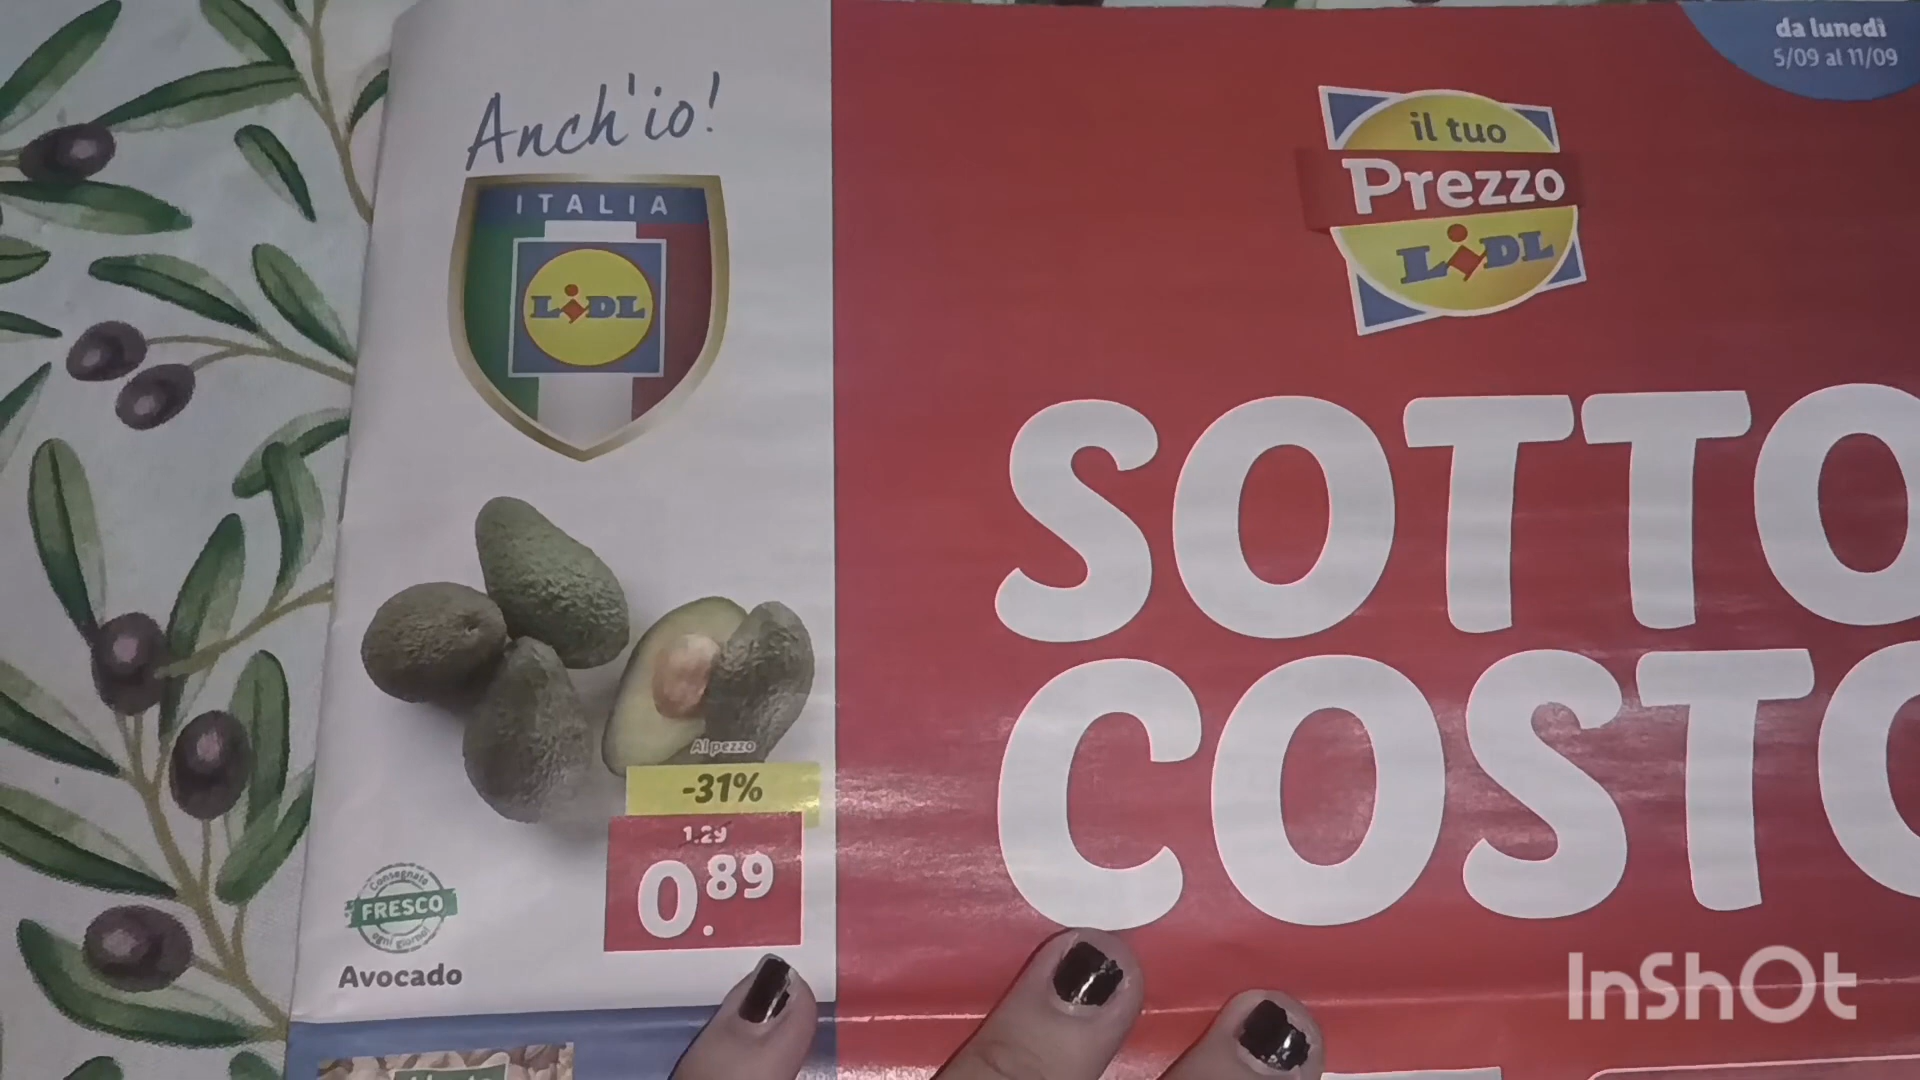 Anch'io!
ITALIA
LIDL
Al pezzo
-31%
1.29
0.89
Consegnato
FRESCO
ogni giorno!
Avocado
da lunedì
5/09 al 11/09
il tuo
Prezzo
LIDL
SOTTO
COSTO
InShOt